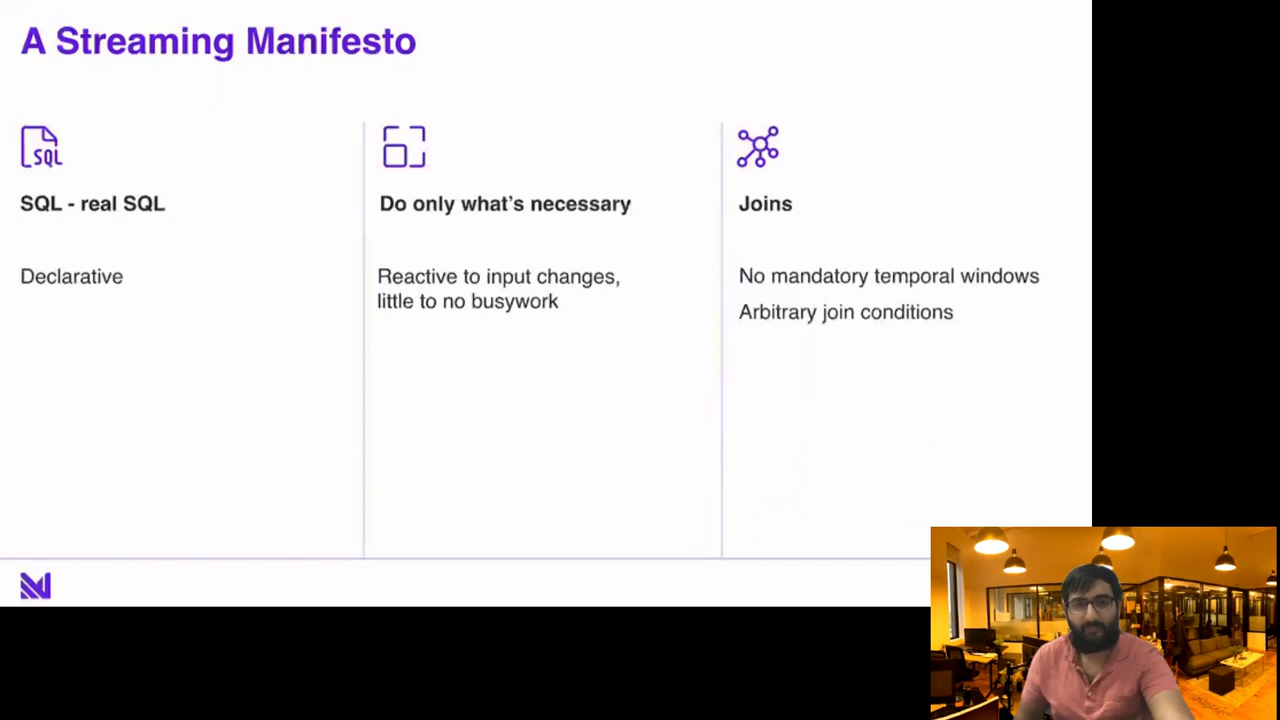 A Streaming Manifesto
SQL
SQL - real SQL
Declarative
Do only what's necessary
Reactive to input changes,
little to no busywork
Joins
No mandatory temporal windows
Arbitrary join conditions